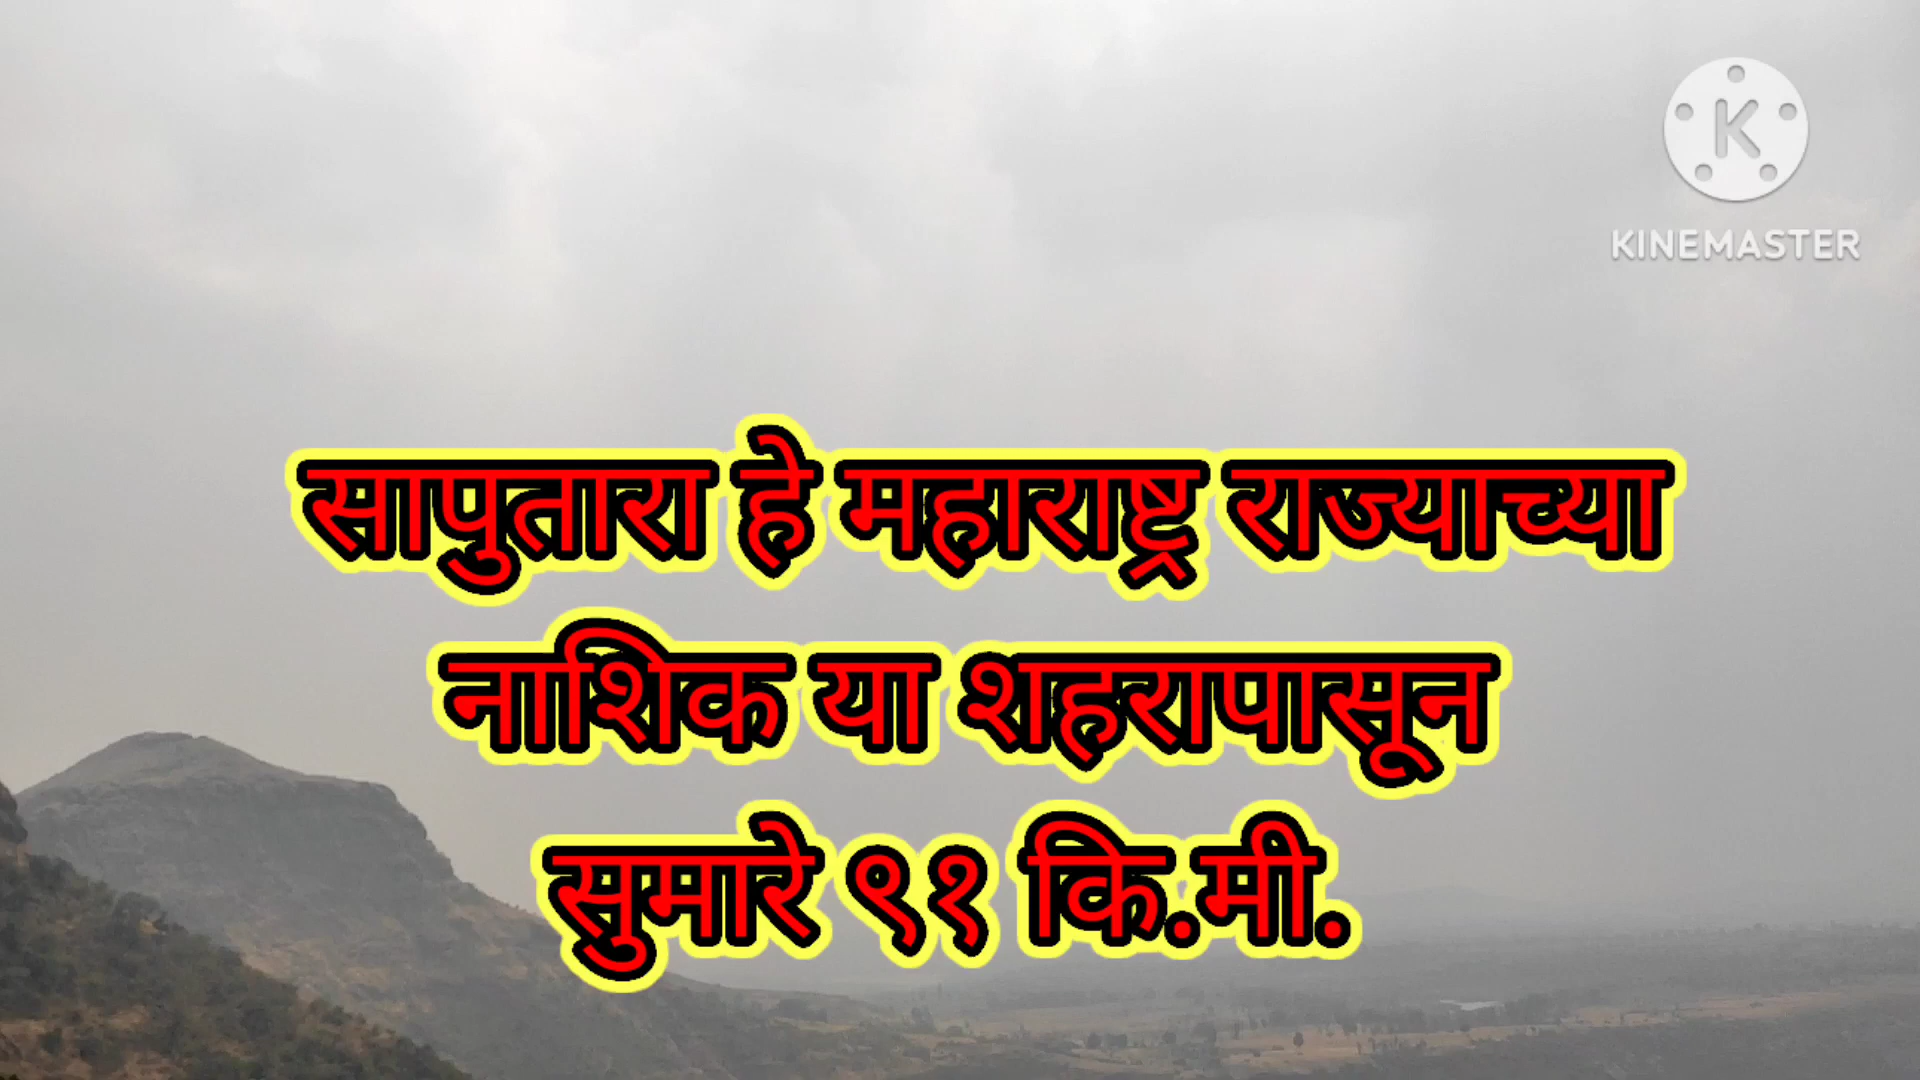 KINEMASTER
सापुतारा हे महाराष्ट्र राज्याच्या
नाशिक या शहरापासून
सुमारे ९१ कि.मी.